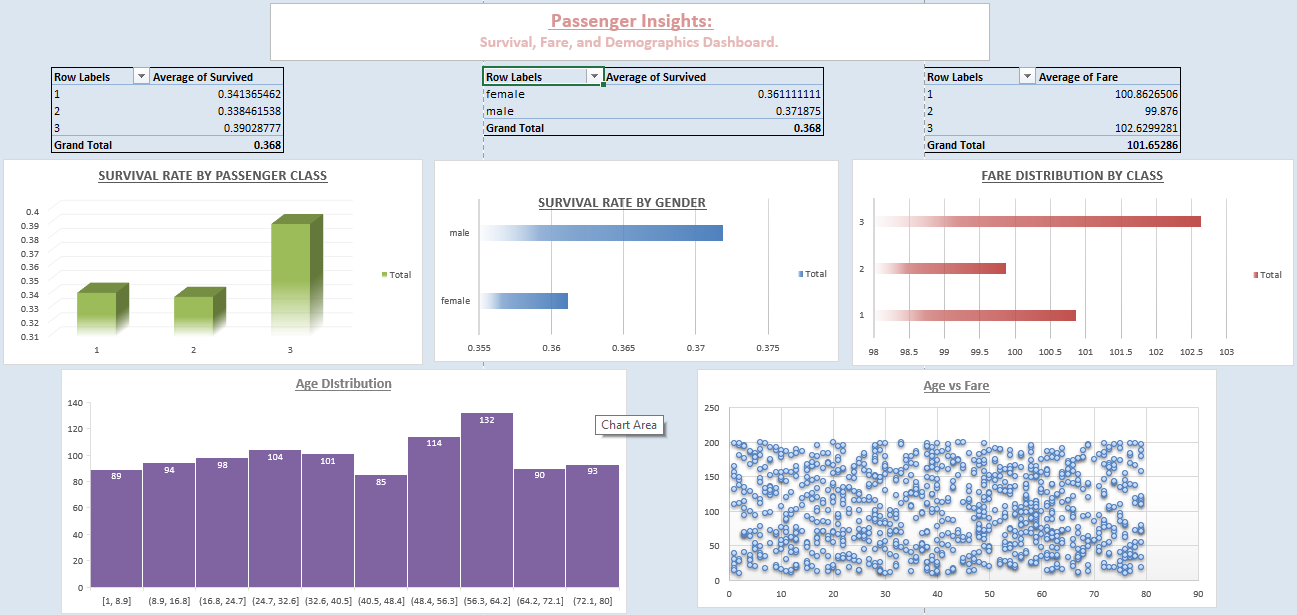 Passenger Insights:
Survival, Fare, and Demographics Dashboard.
Row Labels Average of Survived
1 0.341365462
2 0.338461538
3 0.39028777
Grand Total 0.368
Row Labels Average of Survived
female 0.361111111
male 0.371875
Grand Total 0.368
Row Labels Average of Fare
1 100.8626506
2 99.876
3 102.6299281
Grand Total 101.65286
SURVIVAL RATE BY PASSENGER CLASS
0.4
0.39
0.38
0.37
0.36
0.35
0.34
0.33
0.32
0.31
1 2 3
Total
SURVIVAL RATE BY GENDER
male
female
0.355 0.36 0.365 0.37 0.375
Total
FARE DISTRIBUTION BY CLASS
3
2
1
98 98.5 99 99.5 100 100.5 101 101.5 102 102.5 103
Total
Age DIstribution
140
120
100
80
60
40
20
0
89 94 98 104 101 85 114 132 90 93
[1, 8.9] (8.9, 16.8] (16.8, 24.7] (24.7, 32.6] (32.6, 40.5] (40.5, 48.4] (48.4, 56.3] (56.3, 64.2] (64.2, 72.1] (72.1, 80]
Chart Area
Age vs Fare
250
200
150
100
50
0
0 10 20 30 40 50 60 70 80 90